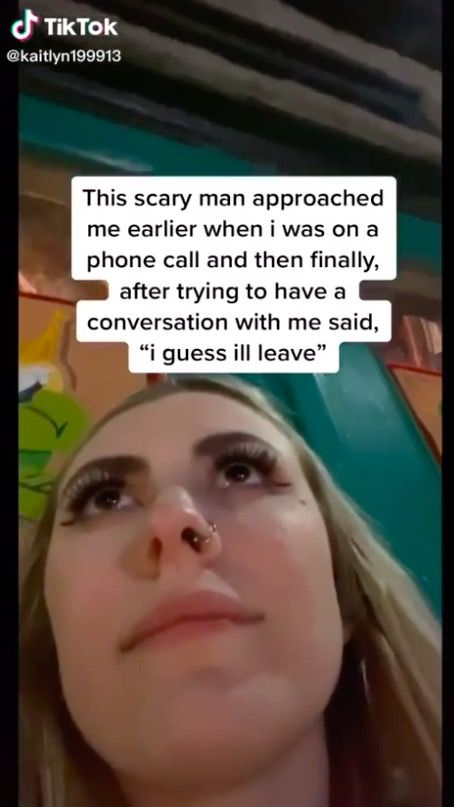 TikTok
@kaitlyn199913
This scary man approached
me earlier when i was on a
phone call and then finally,
after trying to have a
conversation with me said,
“i guess ill leave”